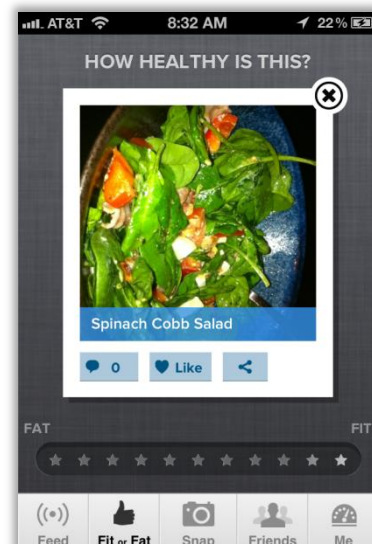 AT&T 8:32 AM 22%
HOW HEALTHY IS THIS?
Spinach Cobb Salad
0 Like
FAT FIT
Feed Fit or Fat Snap Friends Me